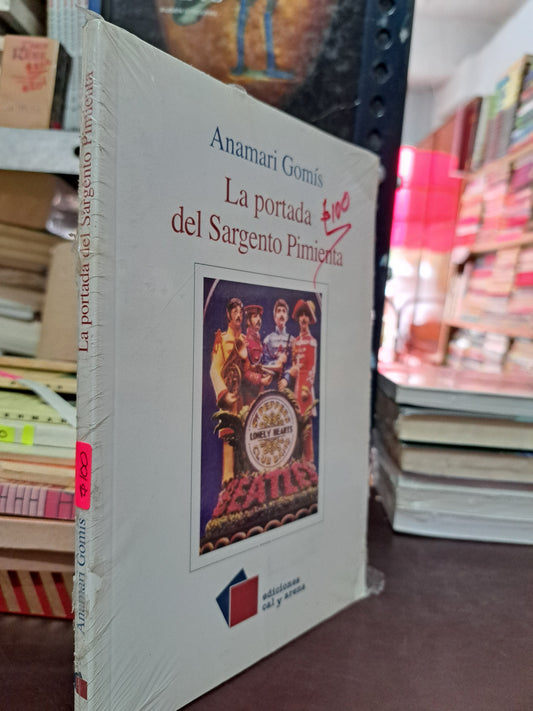 Anamari Gomís
La portada
del Sargento Pimienta
$100
LONELY HEARTS
BEATLES
ediciones
cal y arena
La portada del Sargento Pimienta
$100
Anamari Gomís